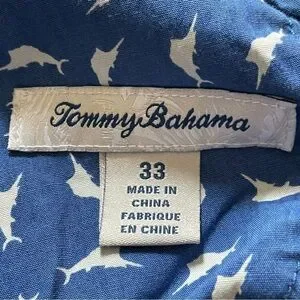 Tommy Bahama
33
MADE IN
CHINA
FABRIQUE
EN CHINE